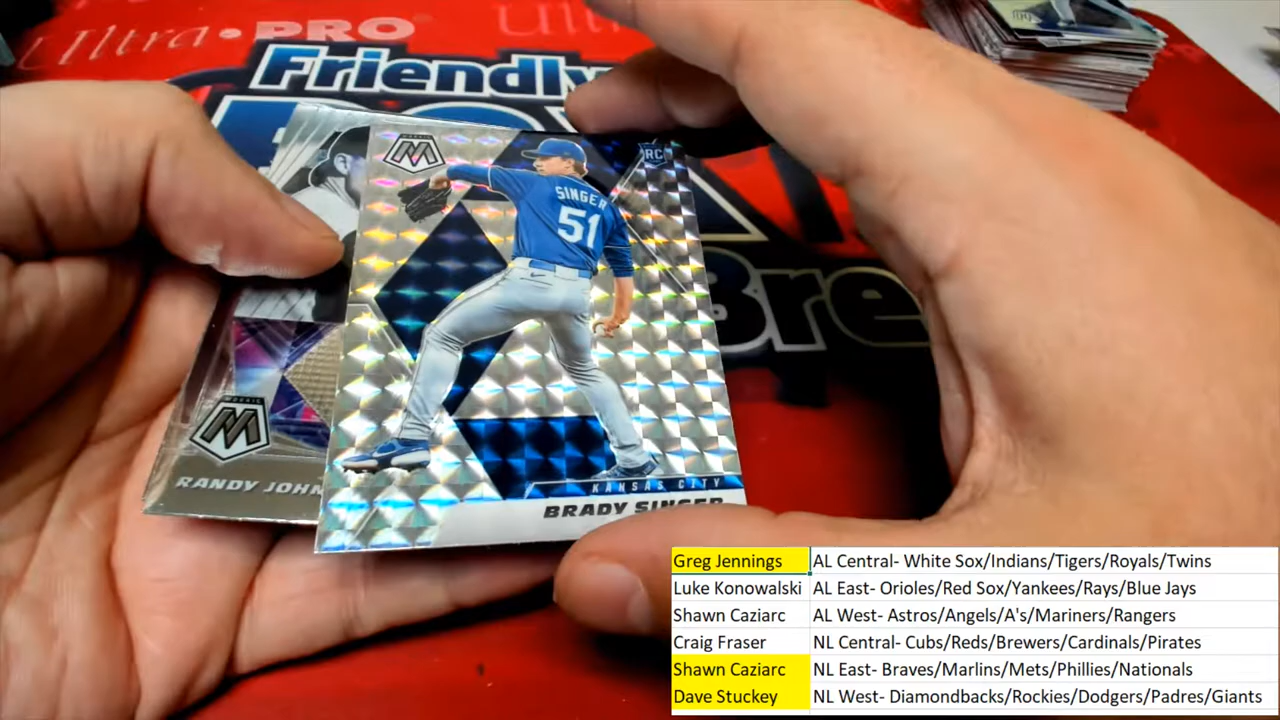 Ultra•PRO
Friendly
Bre
MOSAIC
M
RC
SINGER
51
KANSAS CITY
BRADY SINGER
M
RANDY JOHN
Greg Jennings AL Central- White Sox/Indians/Tigers/Royals/Twins
Luke Konowalski AL East- Orioles/Red Sox/Yankees/Rays/Blue Jays
Shawn Caziarc AL West- Astros/Angels/A's/Mariners/Rangers
Craig Fraser NL Central- Cubs/Reds/Brewers/Cardinals/Pirates
Shawn Caziarc NL East- Braves/Marlins/Mets/Phillies/Nationals
Dave Stuckey NL West- Diamondbacks/Rockies/Dodgers/Padres/Giants